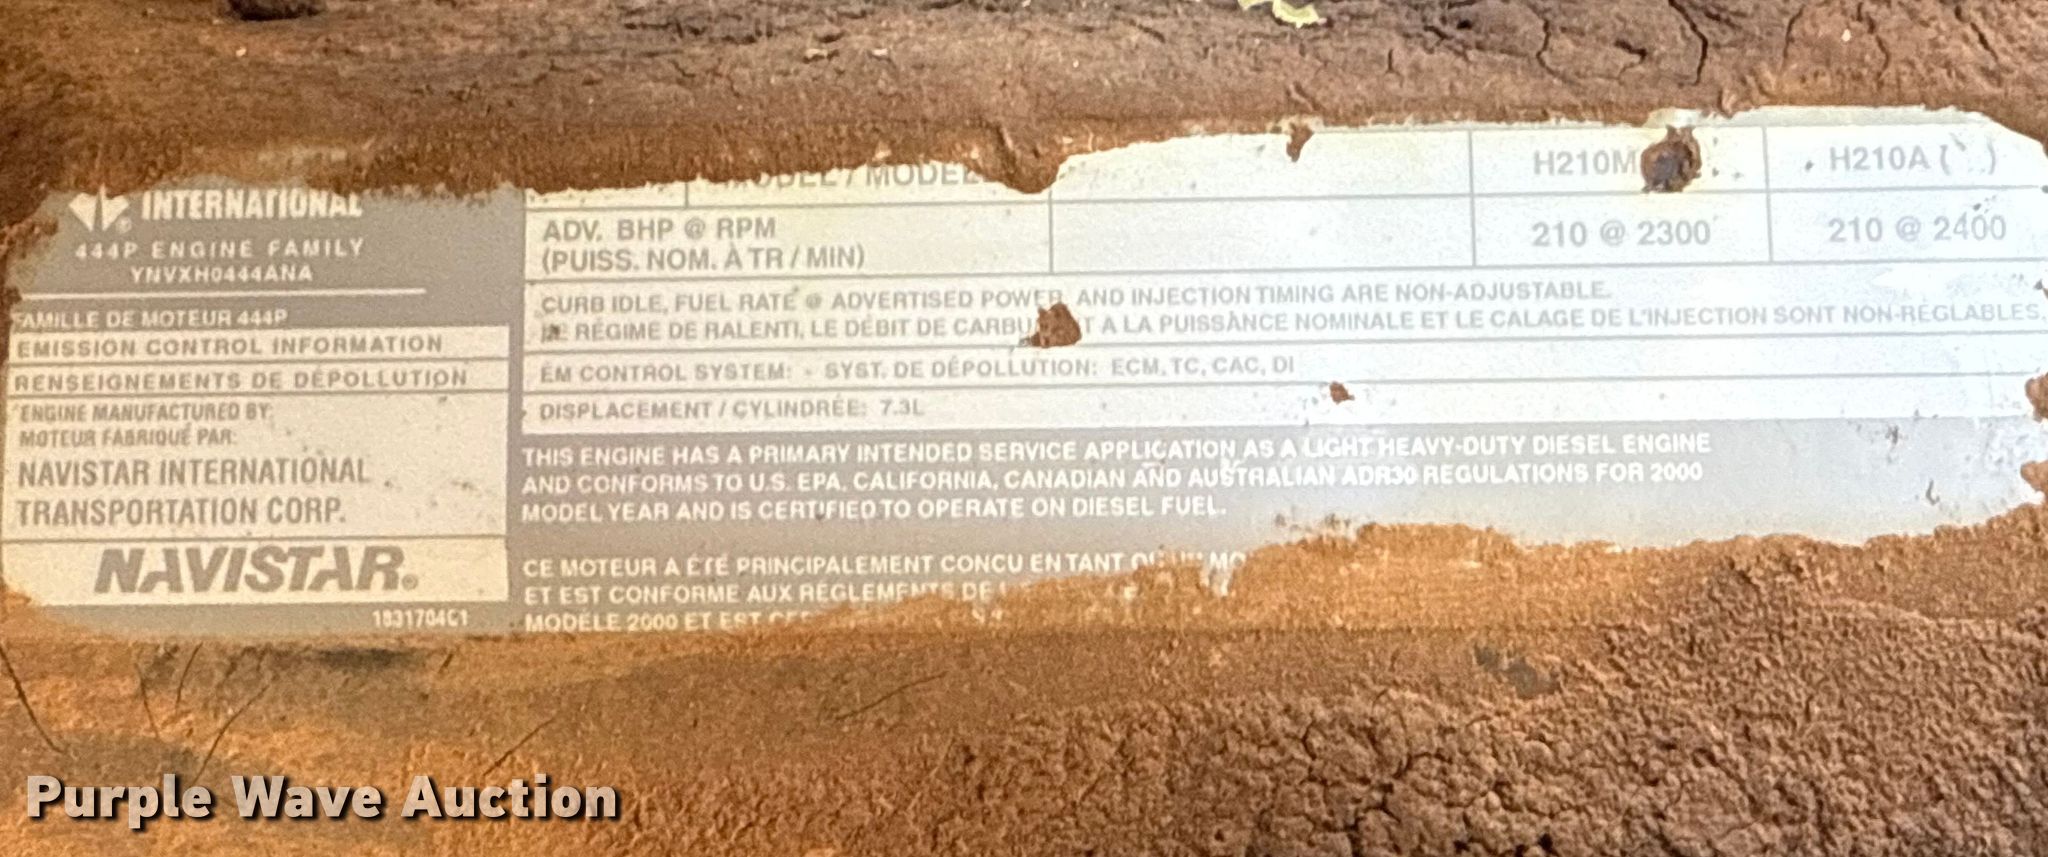 INTERNATIONAL®
444P ENGINE FAMILY
YNVXH0444ANA
FAMILLE DE MOTEUR 444P
EMISSION CONTROL INFORMATION
RENSEIGNEMENTS DE DÉPOLLUTION
ENGINE MANUFACTURED BY:
MOTEUR FABRIQUÉ PAR:
NAVISTAR INTERNATIONAL
TRANSPORTATION CORP.
NAVISTAR®
1831704C1
MODEL / MODEL
H210M
H210A ( )
ADV. BHP @ RPM
(PUISS. NOM. À TR / MIN)
210 @ 2300
210 @ 2400
CURB IDLE, FUEL RATE @ ADVERTISED POWER, AND INJECTION TIMING ARE NON-ADJUSTABLE.
RÉGIME DE RALENTI, LE DÉBIT DE A LA PUISSANCE NOMINALE ET LE CALAGE DE L'INJECTION SONT NON-RÉGLABLES.
EM CONTROL SYSTEM: - SYST. DE DÉPOLLUTION: ECM, TC, CAC, DI
DISPLACEMENT / CYLINDRÉE: 7.3L
THIS ENGINE HAS A PRIMARY INTENDED SERVICE APPLICATION AS A LIGHT HEAVY-DUTY DIESEL ENGINE
AND CONFORMS TO U.S. EPA, CALIFORNIA, CANADIAN AND AUSTRALIAN ADR30 REGULATIONS FOR 2000
MODEL YEAR AND IS CERTIFIED TO OPERATE ON DIESEL FUEL.
CE MOTEUR A ÉTÉ PRINCIPALEMENT CONCU EN TANT
ET EST CONFORME AUX RÉGLEMENTS DE
MODÈLE 2000 ET EST
Purple Wave Auction